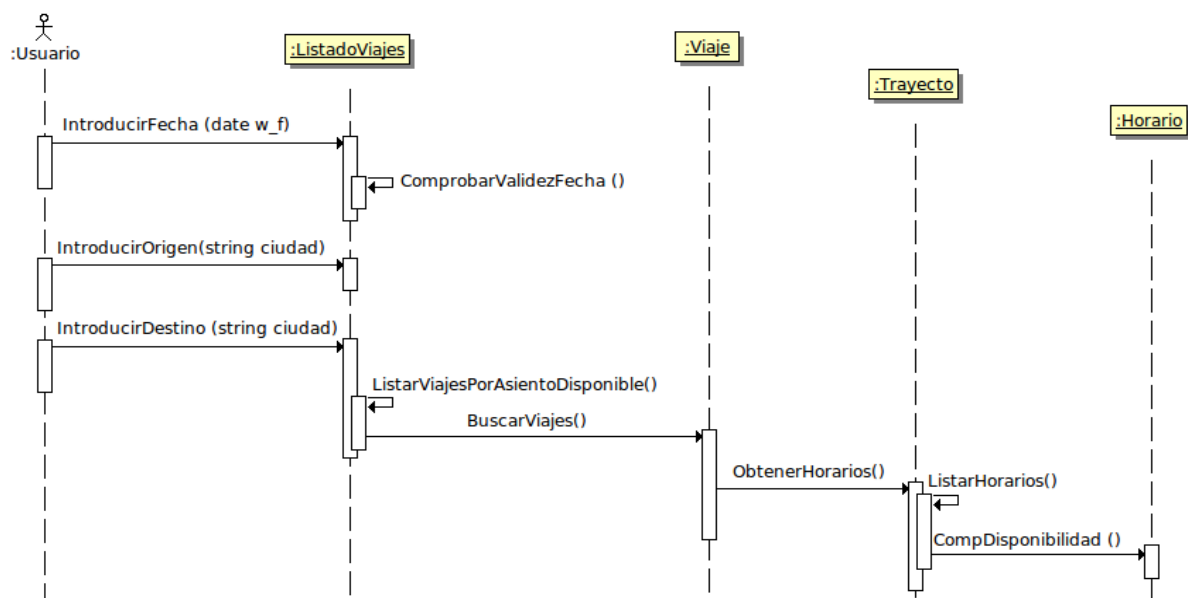 :Usuario
:ListadoViajes
:Viaje
:Trayecto
:Horario
IntroducirFecha (date w_f)
ComprobarValidezFecha ()
IntroducirOrigen(string ciudad)
IntroducirDestino (string ciudad)
ListarViajesPorAsientoDisponible()
BuscarViajes()
ObtenerHorarios()
ListarHorarios()
CompDisponibilidad ()